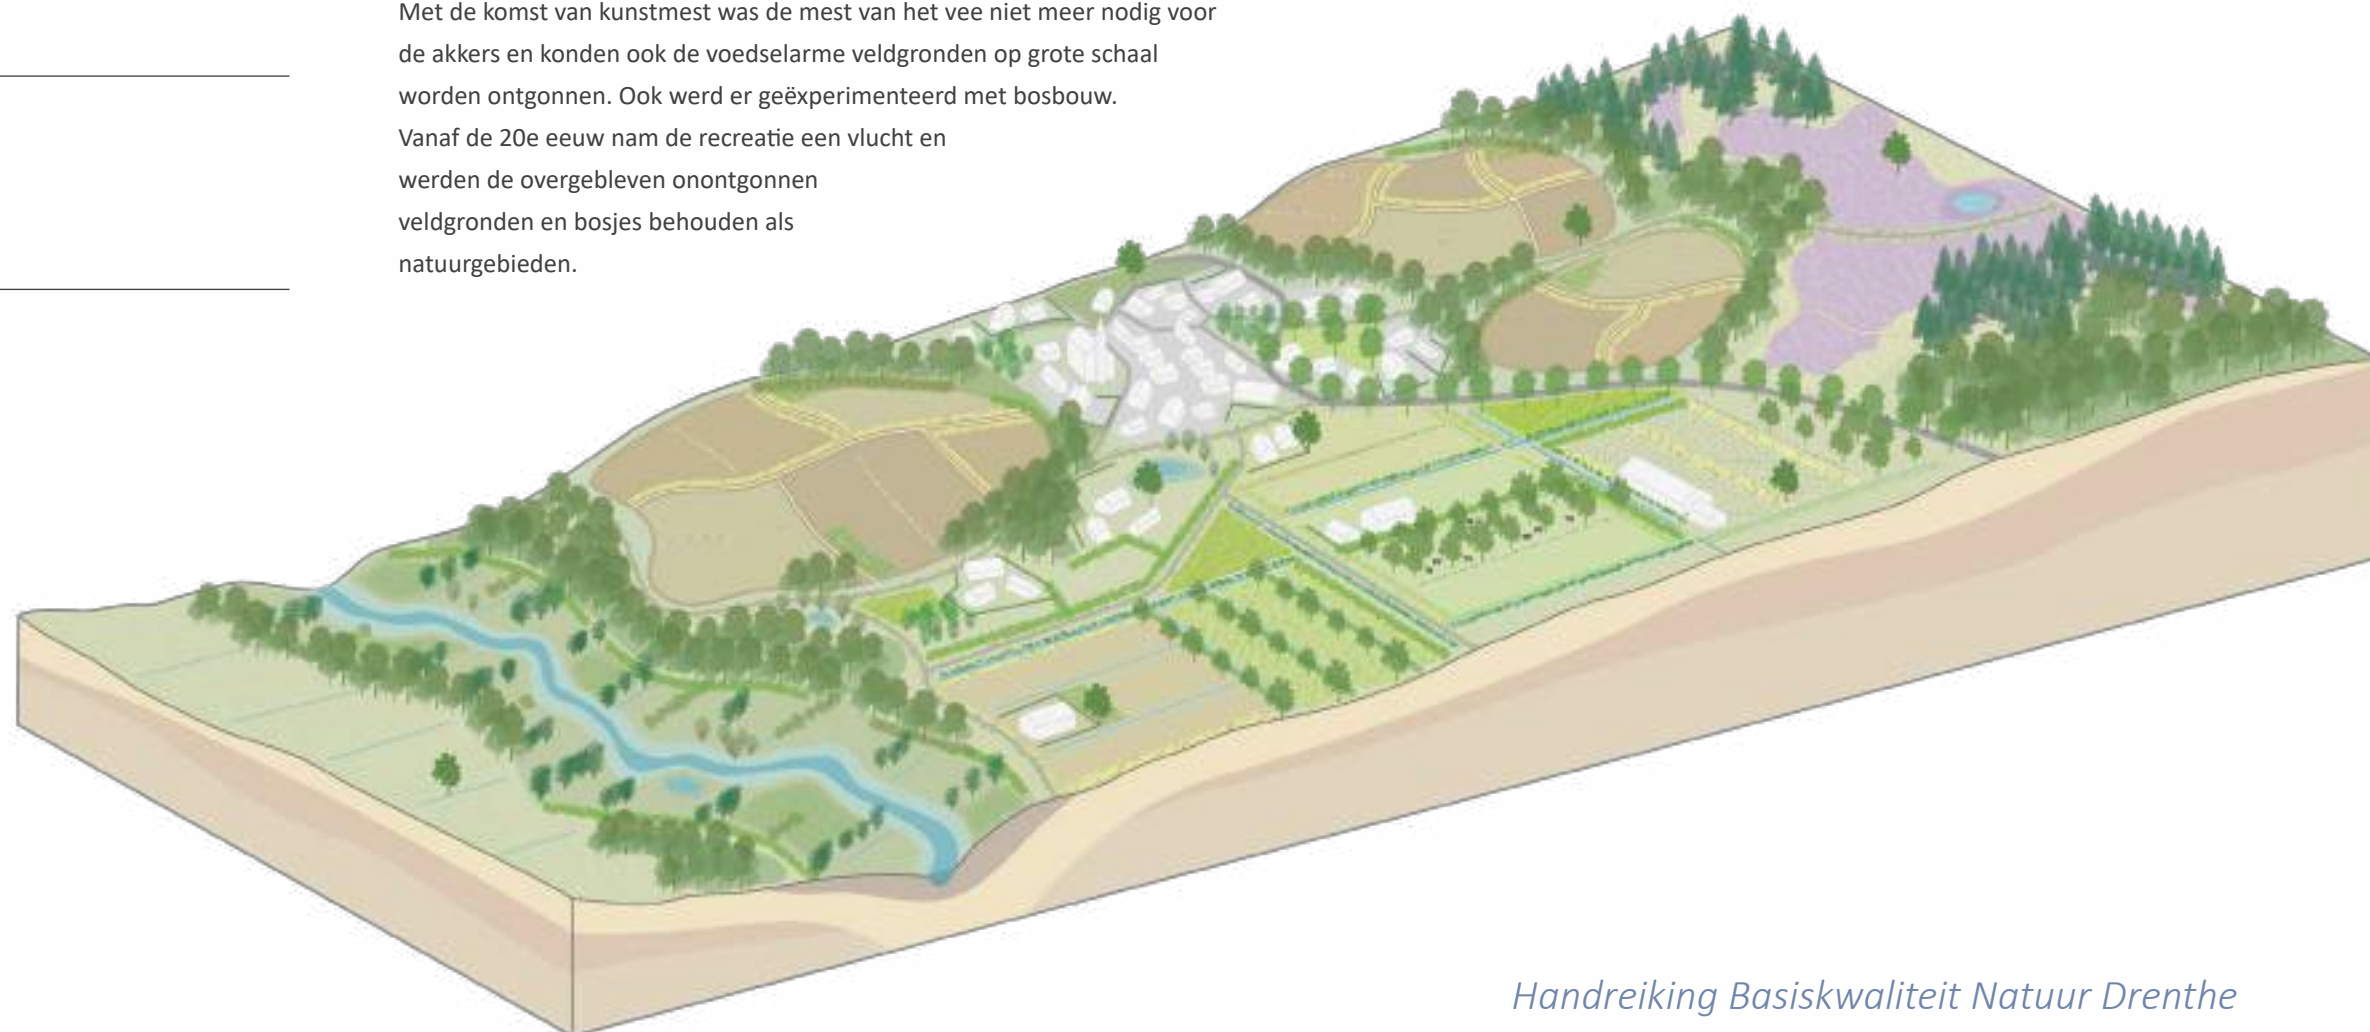 Met de komst van kunstmest was de mest van het vee niet meer nodig voor
de akkers en konden ook de voedselarme veldgronden op grote schaal
worden ontgonnen. Ook werd er geëxperimenteerd met bosbouw.
Vanaf de 20e eeuw nam de recreatie een vlucht en
werden de overgebleven onontgonnen
veldgronden en bosjes behouden als
natuurgebieden.
Handreiking Basiskwaliteit Natuur Drenthe